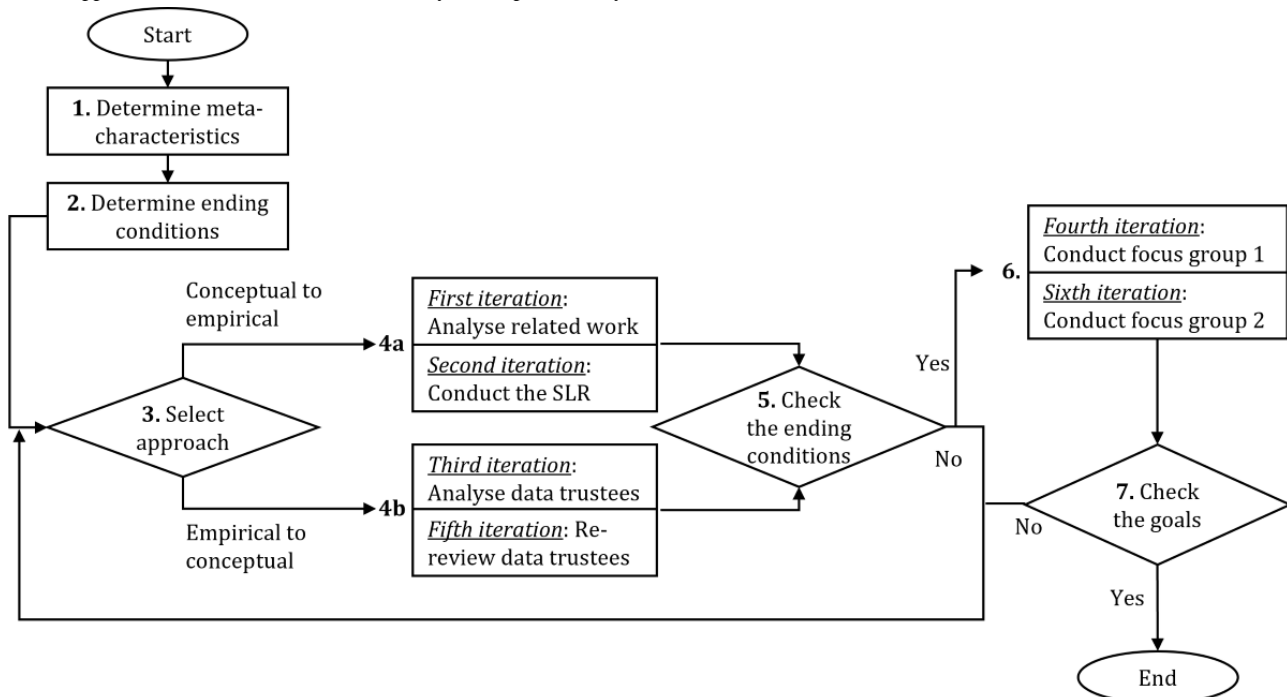 Start
1. Determine meta-
characteristics
2. Determine ending
conditions
3. Select
approach
Conceptual to
empirical
Empirical to
conceptual
4a
First iteration:
Analyse related work
Second iteration:
Conduct the SLR
4b
Third iteration:
Analyse data trustees
Fifth iteration: Re-
review data trustees
5. Check
the ending
conditions
Yes
No
6.
Fourth iteration:
Conduct focus group 1
Sixth iteration:
Conduct focus group 2
7. Check
the goals
No
Yes
End